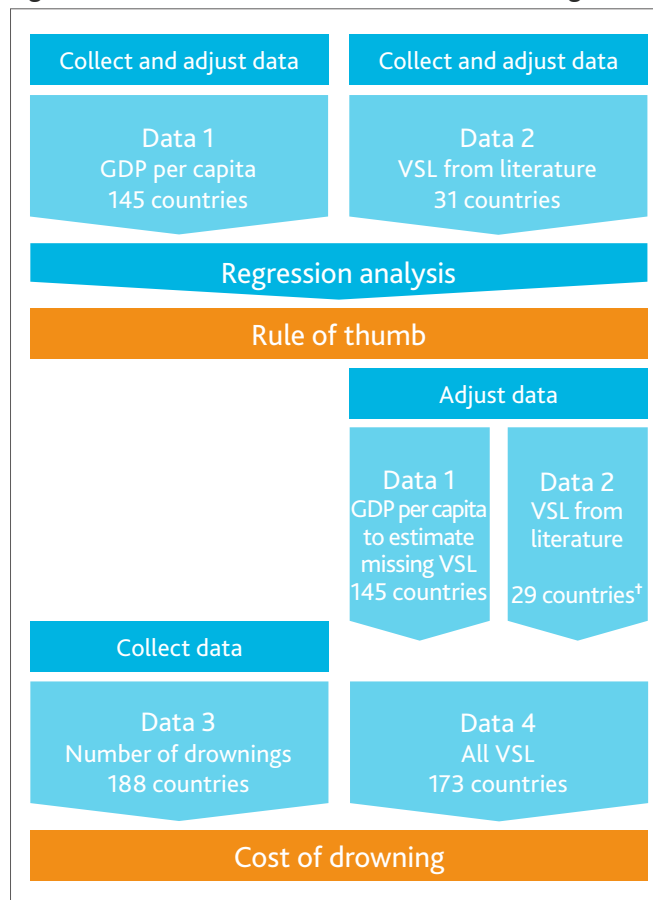 Collect and adjust data
Collect and adjust data
Data 1
GDP per capita
145 countries
Data 2
VSL from literature
31 countries
Regression analysis
Rule of thumb
Adjust data
Data 1
GDP per capita
to estimate
missing VSL
145 countries
Data 2
VSL from
literature
29 countries†
Collect data
Data 3
Number of drownings
188 countries
Data 4
All VSL
173 countries
Cost of drowning